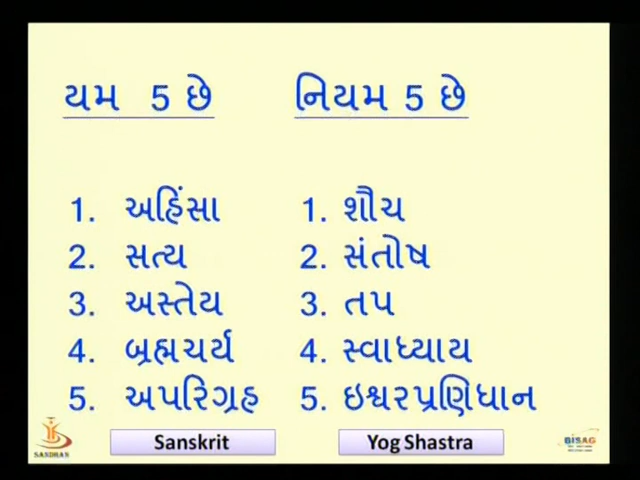 યમ 5 છે નિયમ 5 છે
1. અહિંસા 1. શૌચ
2. સત્ય 2. સંતોષ
3. અસ્તેય 3. તપ
4. બ્રહ્મચર્ય 4. સ્વાધ્યાય
5. અપરિગ્રહ 5. ઇશ્વરપ્રણિધાન
SANDHAN Sanskrit Yog Shastra BISAG